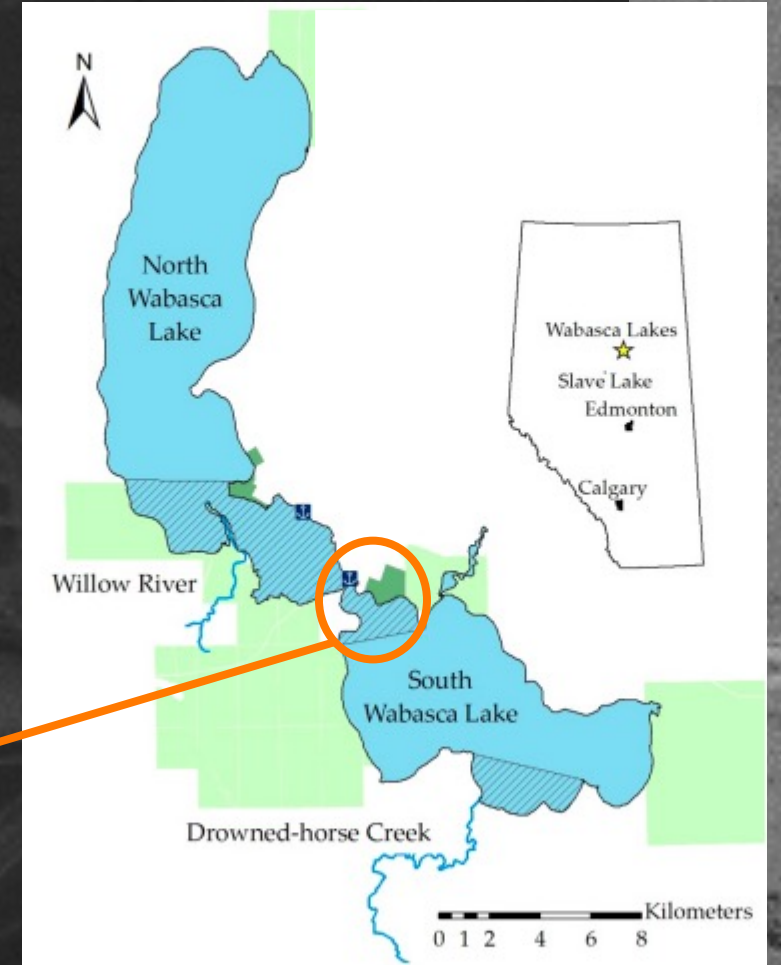 N
North
Wabasca
Lake
Wabasca Lakes
Slave Lake
Edmonton
Calgary
Willow River
South
Wabasca Lake
Drowned-horse Creek
Kilometers
0 1 2 4 6 8